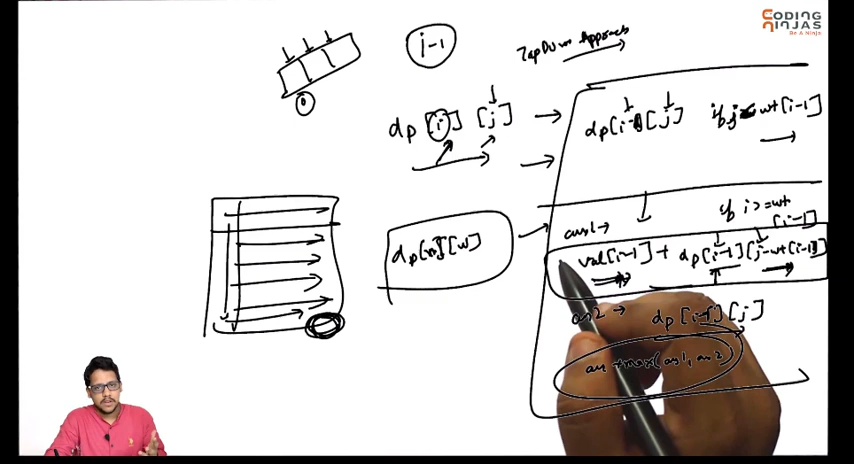 CODING
NINJAS
Be A Ninja
i-1
TopDown Approach
dp [i] [j] →
dp[i-1][j] if j < wt[i-1]
if j >= wt
[i-1]
ans1 →
dp[n][w]
val[i-1] + dp[i-1][j-wt[i-1]]
ans2 → dp[i-1][j]
ans → max(ans1, ans2)
0